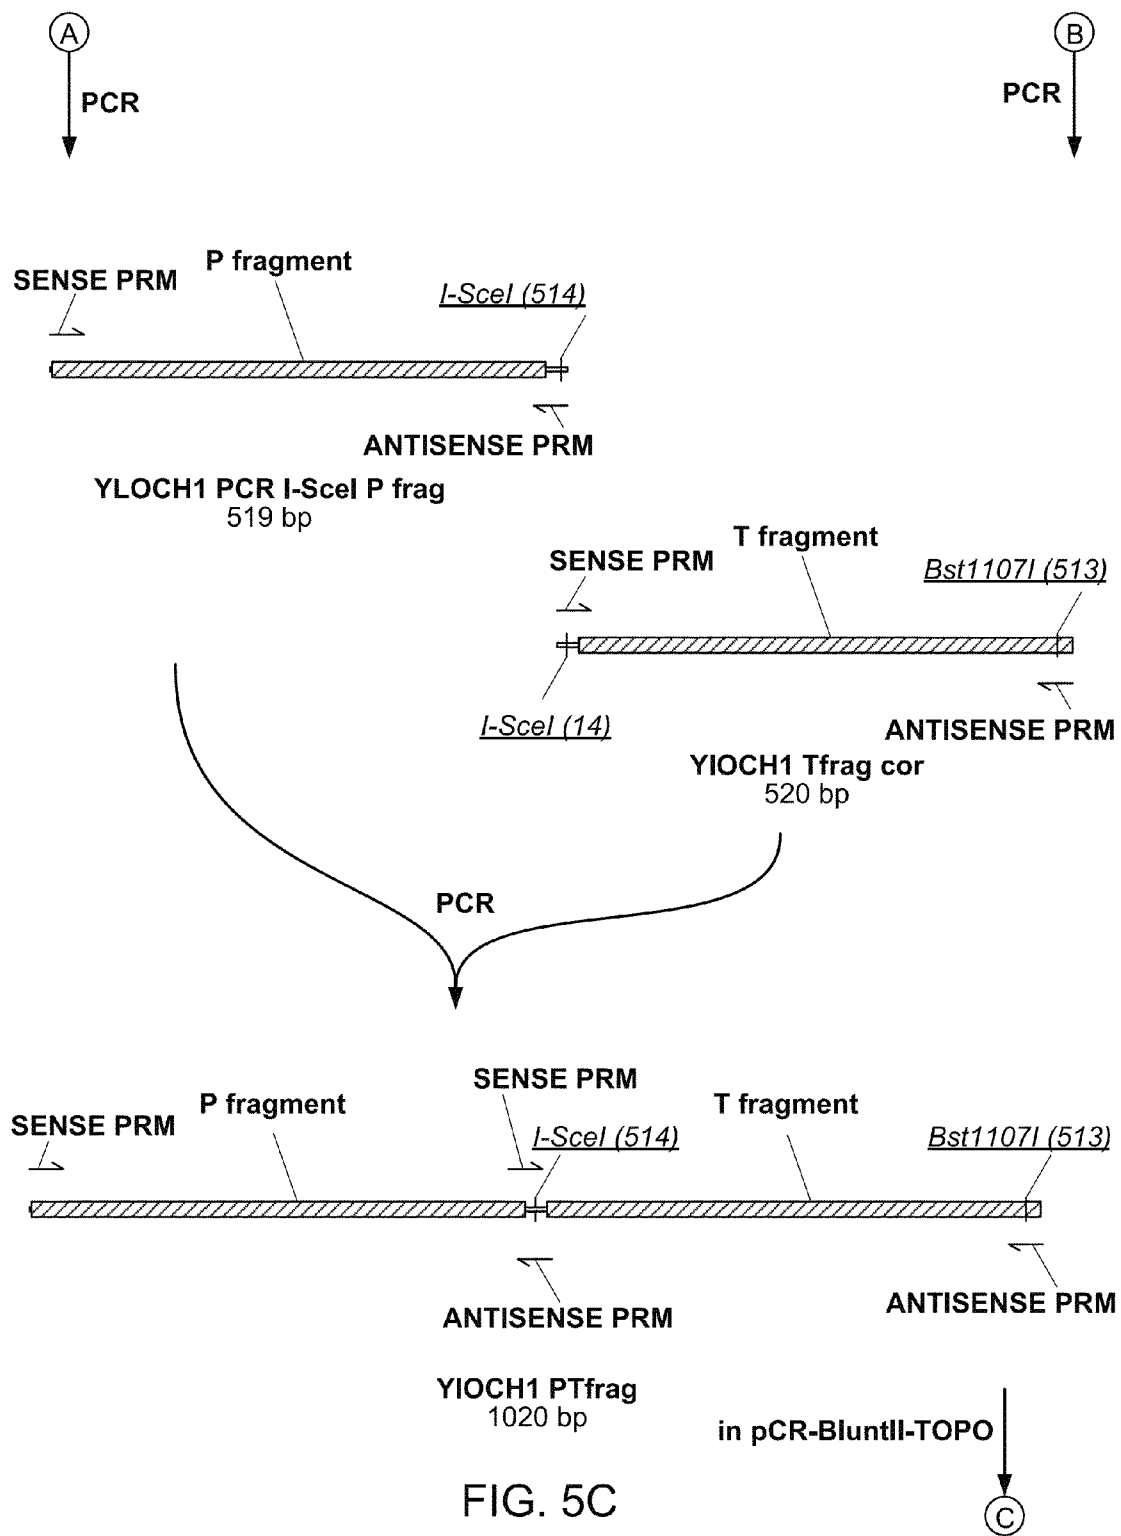 A
B
PCR
PCR
P fragment
SENSE PRM
I-SceI (514)
ANTISENSE PRM
YLOCH1 PCR I-SceI P frag
519 bp
T fragment
SENSE PRM
Bst1107I (513)
I-SceI (14)
ANTISENSE PRM
YlOCH1 Tfrag cor
520 bp
PCR
SENSE PRM
P fragment
T fragment
SENSE PRM
I-SceI (514)
Bst1107I (513)
ANTISENSE PRM
ANTISENSE PRM
YlOCH1 PTfrag
1020 bp
in pCR-BluntII-TOPO
FIG. 5C
C